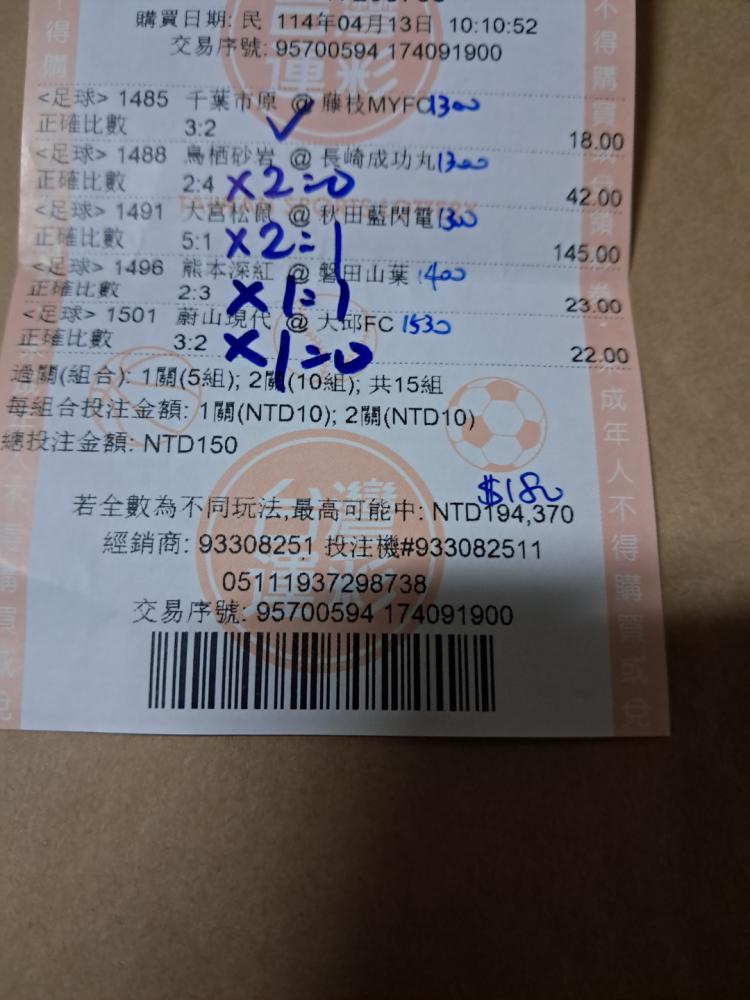 購買日期: 民 114年04月13日 10:10:52
交易序號: 95700594 174091900
<足球> 1485 千葉市原 @ 藤枝MYFC 1300
正確比數 3:2 ✓ 18.00
<足球> 1488 鳥栖砂岩 @ 長崎成功丸 1300
正確比數 2:4 ×2=0 42.00
<足球> 1491 大宮松鼠 @ 秋田藍閃電 1300
正確比數 5:1 ×2=1 145.00
<足球> 1496 熊本深紅 @ 磐田山葉 1400
正確比數 2:3 ×1=1 23.00
<足球> 1501 蔚山現代 @ 大邱FC 1530
正確比數 3:2 ×1=0 22.00
過關(組合): 1關(5組); 2關(10組); 共15組
每組合投注金額: 1關(NTD10); 2關(NTD10)
總投注金額: NTD150
$180
若全數為不同玩法,最高可能中: NTD194,370
經銷商: 93308251 投注機#933082511
05111937298738
交易序號: 95700594 174091900
台灣
運彩